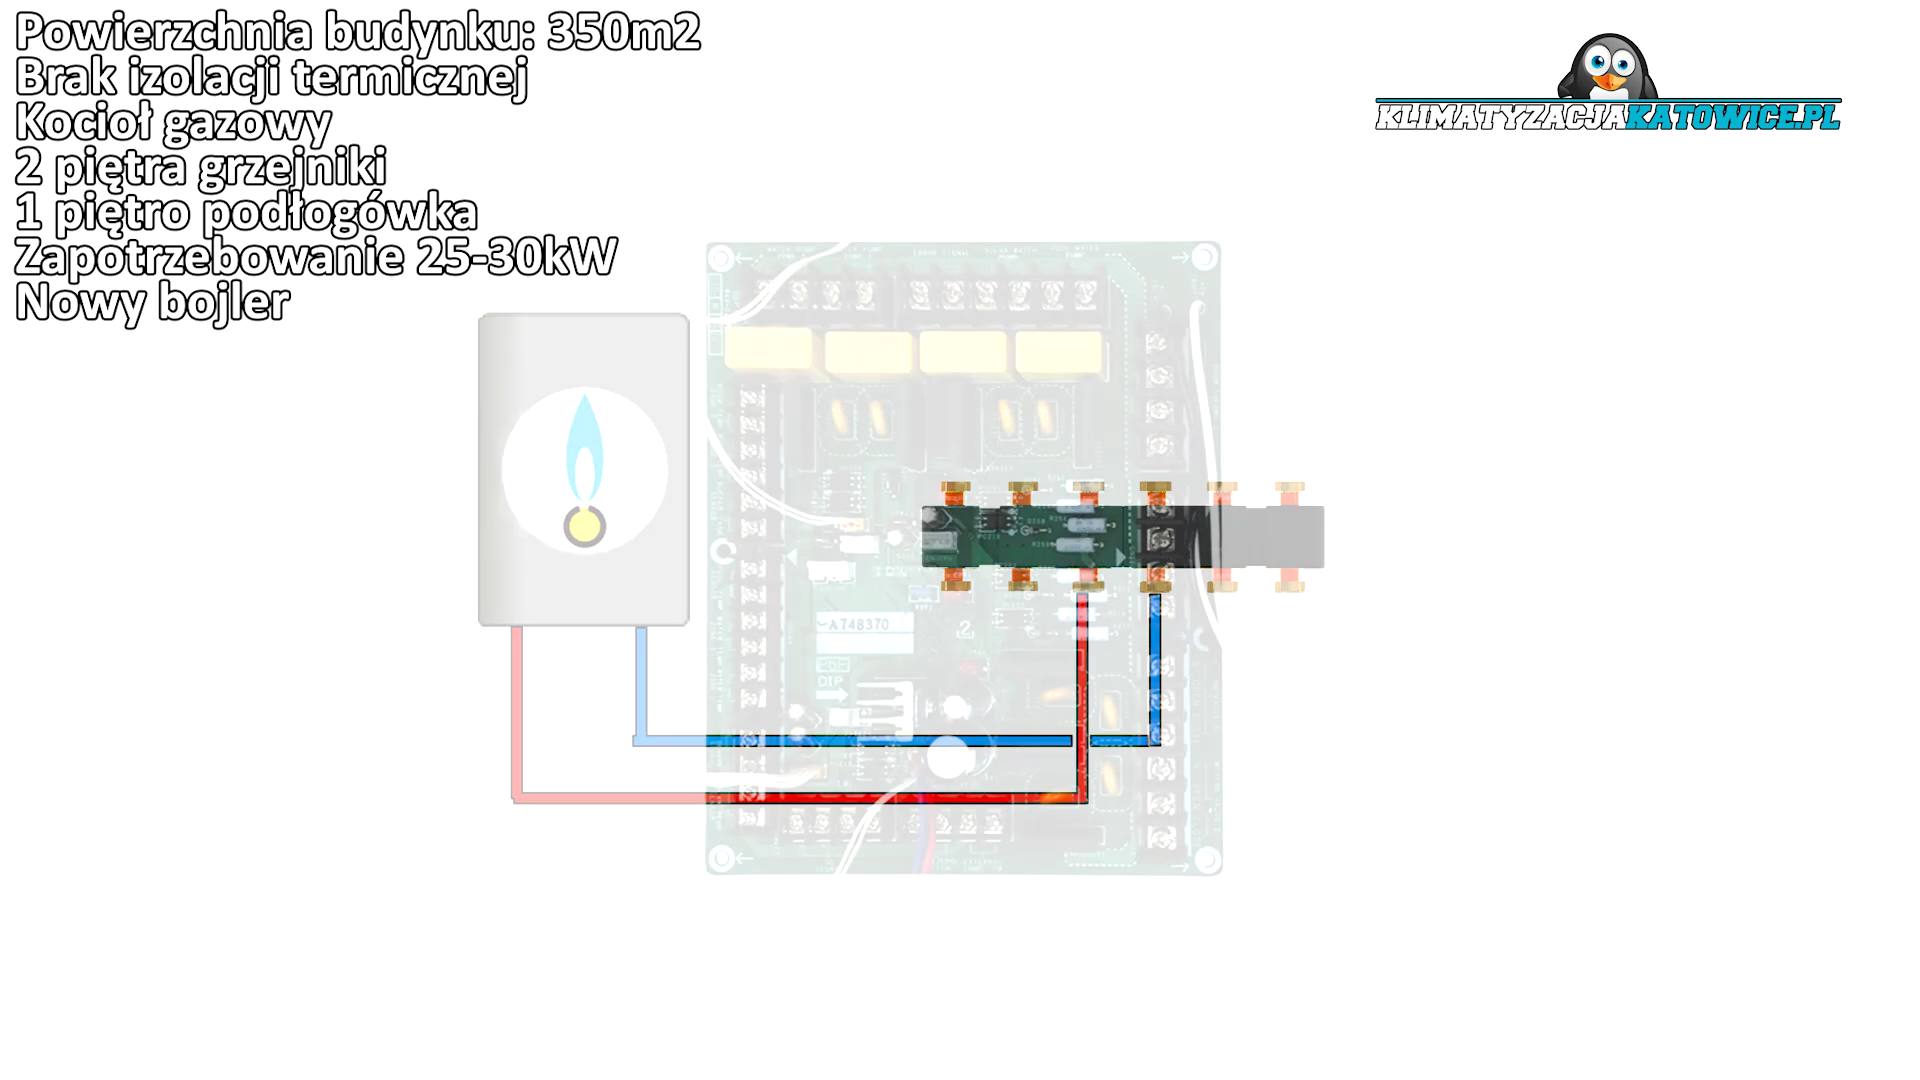 Powierzchnia budynku: 350m2
Brak izolacji termicznej
Kocioł gazowy
2 piętra grzejniki
1 piętro podłogówka
Zapotrzebowanie 25-30kW
Nowy bojler
KLIMATYZACJAKATOWICE.PL
A748370
2
DIP